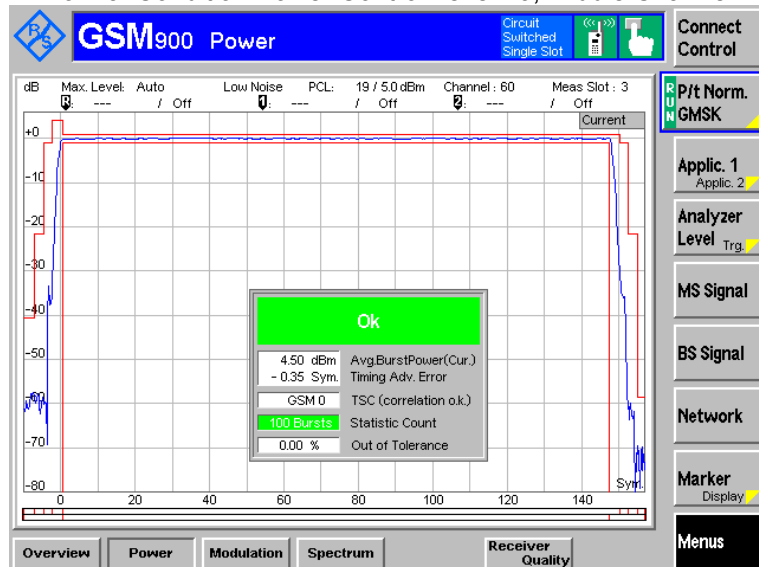 R/S
GSM900 Power
Circuit
Switched
Single Slot
Connect
Control
dB Max. Level: Auto Low Noise PCL: 19 / 5.0 dBm Channel : 60 Meas Slot : 3
R: --- / Off 1: --- / Off 2: --- / Off
Current
RUN
P/t Norm.
GMSK
Applic. 1
Applic. 2
Analyzer
Level Trg.
MS Signal
BS Signal
Network
Marker
Display
Menus
+0
-10
-20
-30
-40
-50
-60
-70
-80
Ok
4.50 dBm Avg.BurstPower(Cur.)
- 0.35 Sym. Timing Adv. Error
GSM 0 TSC (correlation o.k.)
100 Bursts Statistic Count
0.00 % Out of Tolerance
0 20 40 60 80 100 120 140 Sym.
Overview Power Modulation Spectrum Receiver Quality